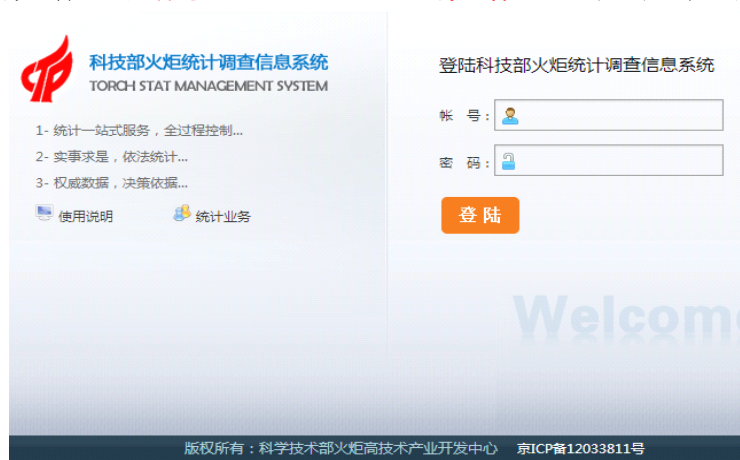 科技部火炬统计调查信息系统
TORCH STAT MANAGEMENT SYSTEM
1- 统计一站式服务，全过程控制...
2- 实事求是，依法统计...
3- 权威数据，决策依据...
使用说明 统计业务
登陆科技部火炬统计调查信息系统
帐 号：
密 码：
登陆
Welcome
版权所有：科学技术部火炬高技术产业开发中心 京ICP备12033811号